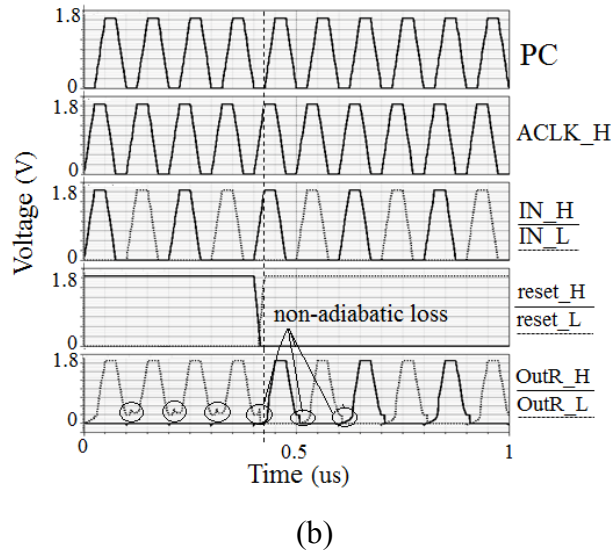 1.8
0
PC
1.8
0
ACLK_H
1.8
0
IN_H
IN_L
1.8
0
reset_H
reset_L
non-adiabatic loss
1.8
0
OutR_H
OutR_L
Voltage (V)
0
0.5
1
Time (us)
(b)